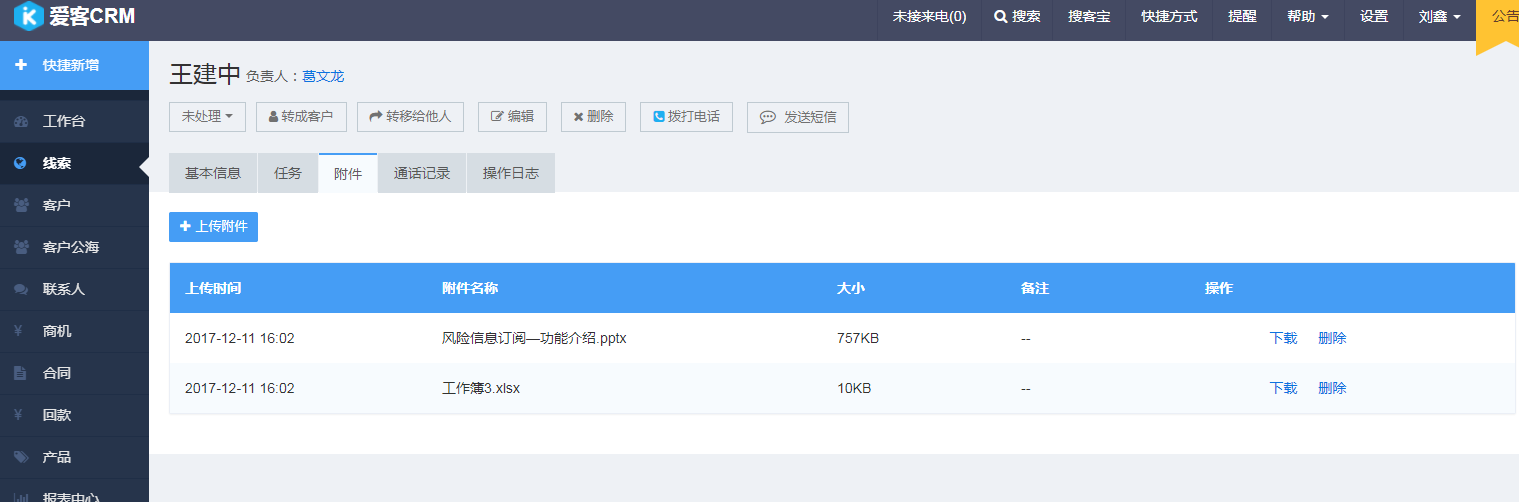 爱客CRM
未接来电(0)
搜索
搜客宝
快捷方式
提醒
帮助
设置
刘鑫
公告
快捷新增
工作台
线索
客户
客户公海
联系人
¥ 商机
合同
¥ 回款
产品
报表中心
王建中 负责人：葛文龙
未处理
转成客户
转移给他人
编辑
删除
拨打电话
发送短信
基本信息
任务
附件
通话记录
操作日志
上传附件
上传时间 附件名称 大小 备注 操作
2017-12-11 16:02 风险信息订阅—功能介绍.pptx 757KB -- 下载 删除
2017-12-11 16:02 工作簿3.xlsx 10KB -- 下载 删除